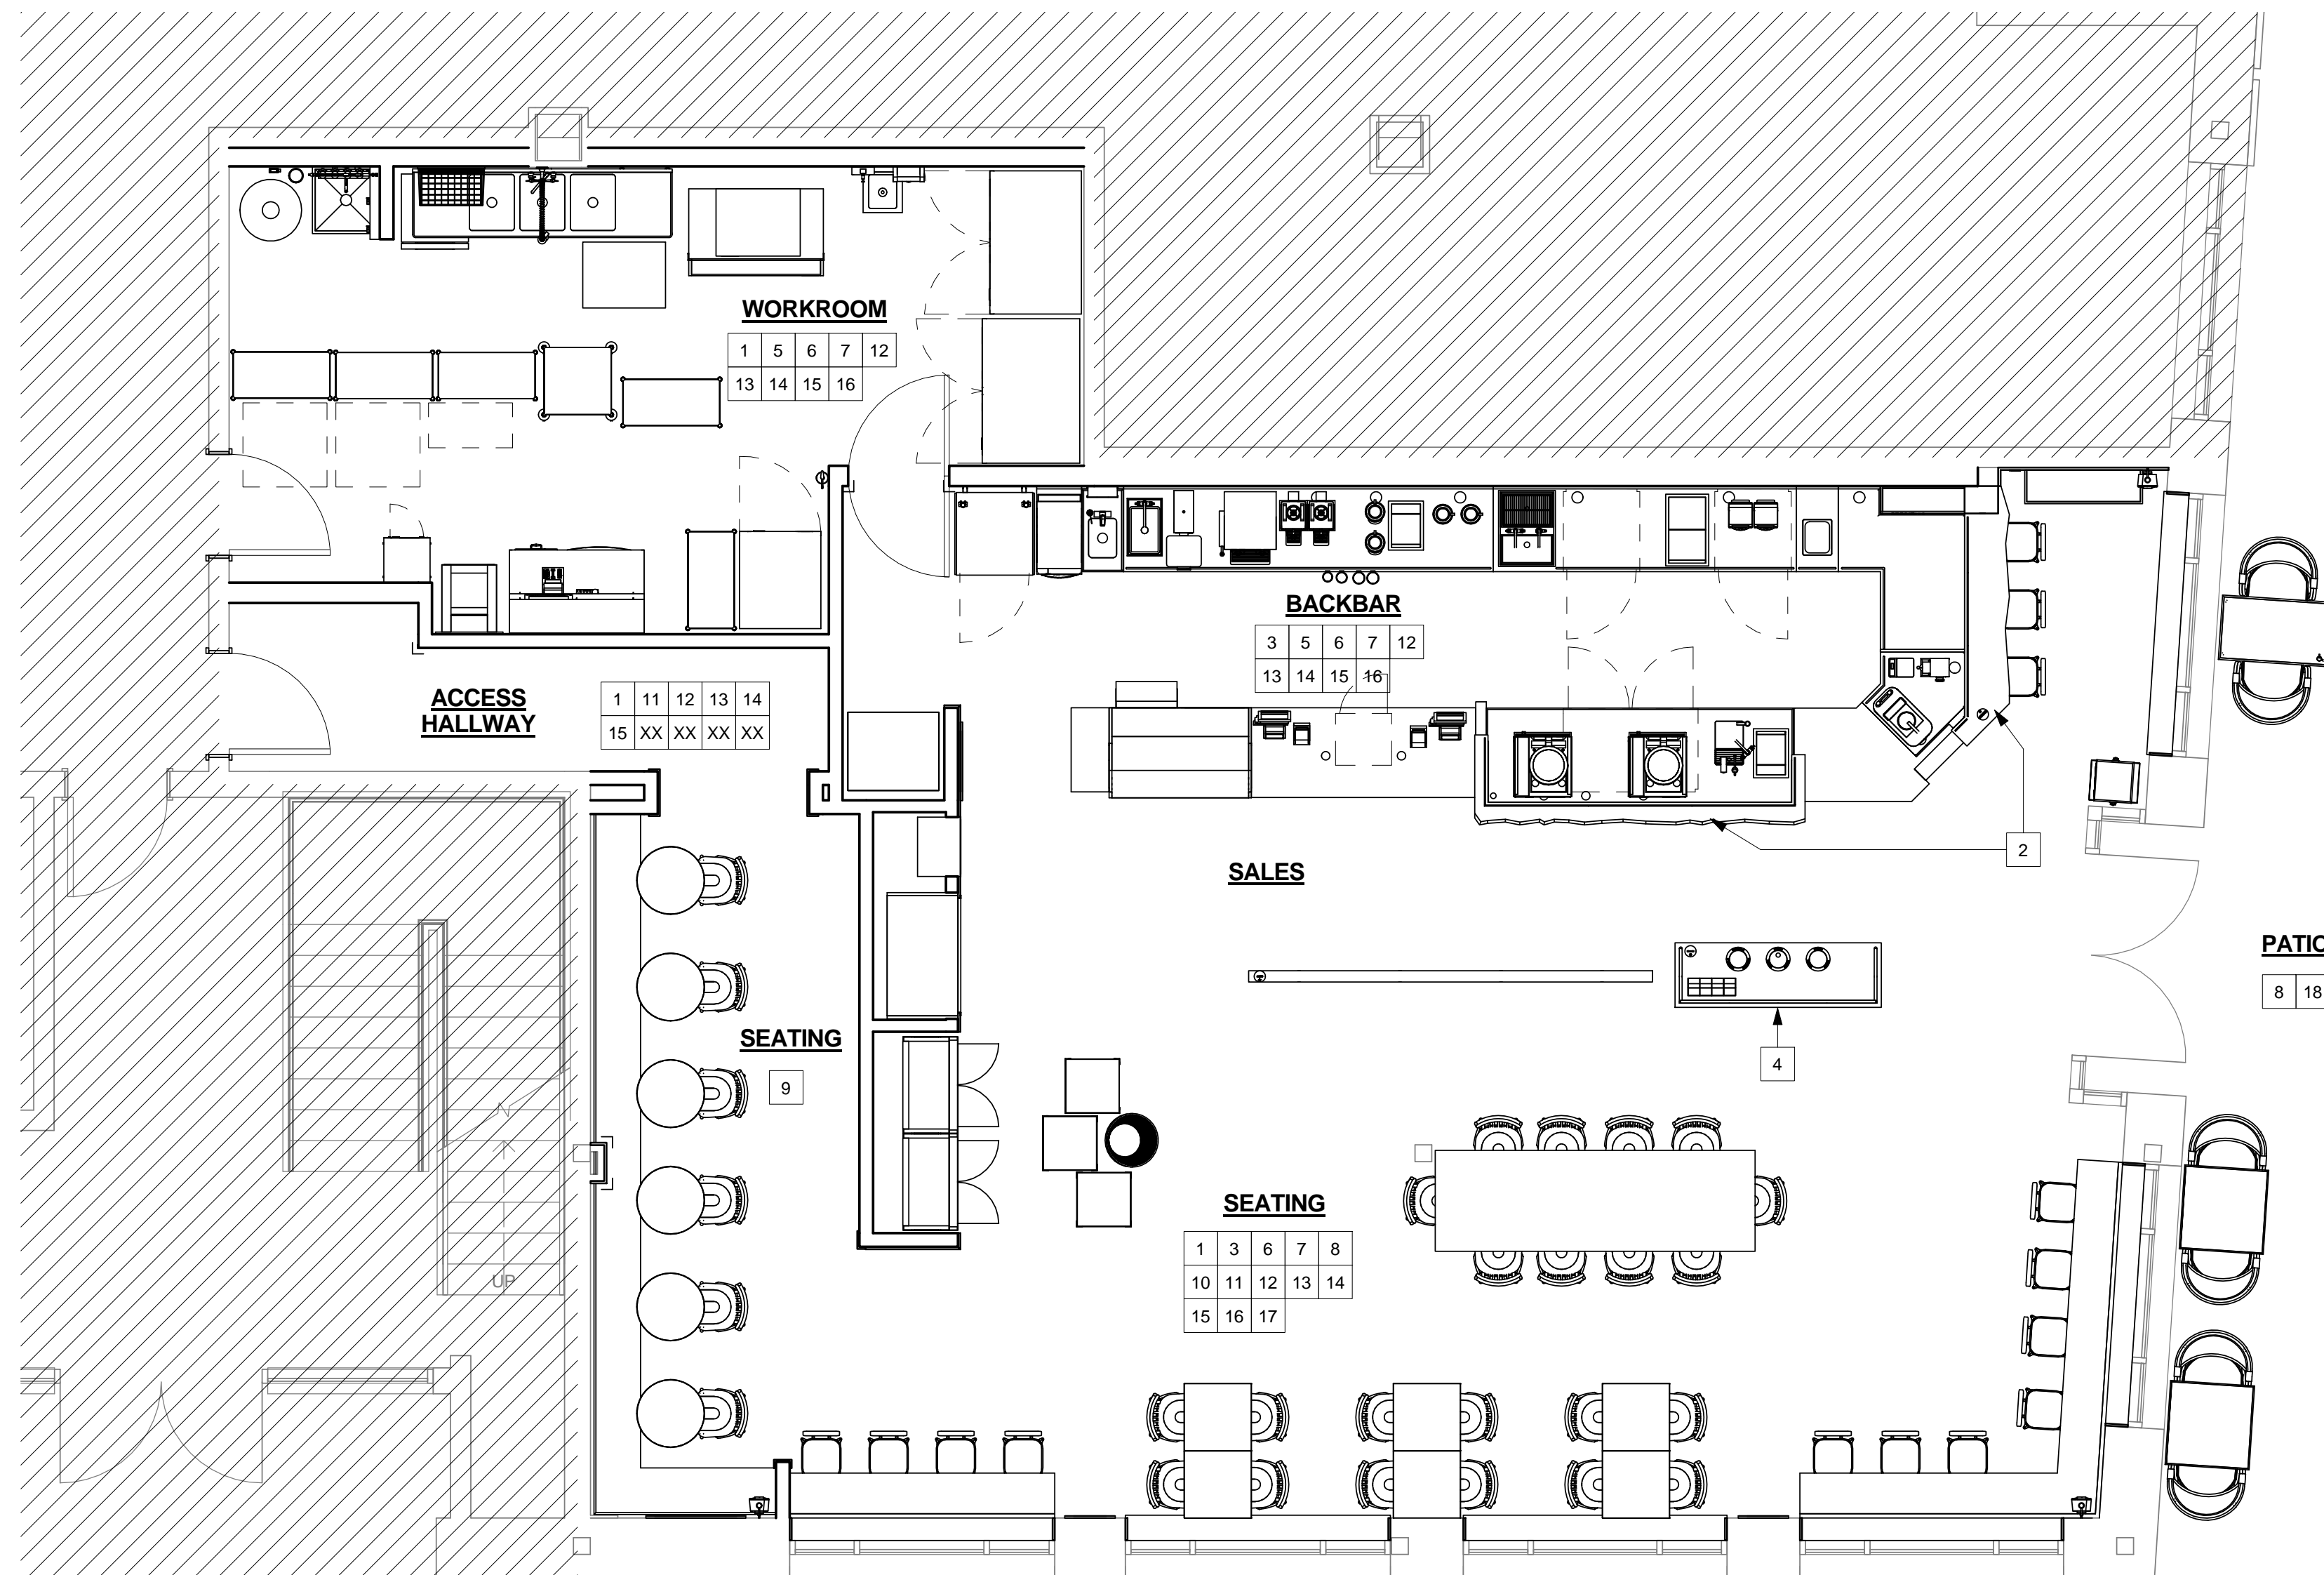 WORKROOM
1 5 6 7 12
13 14 15 16
BACKBAR
3 5 6 7 12
13 14 15 16
ACCESS
HALLWAY
1 11 12 13 14
15 XX XX XX XX
2
SALES
PATIO
8 18
4
SEATING
9
SEATING
1 3 6 7 8
10 11 12 13 14
15 16 17
UP